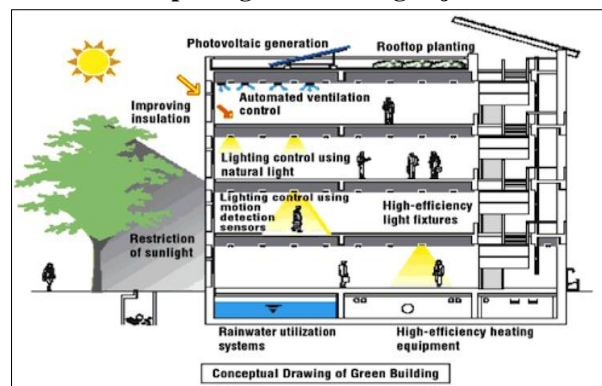 Photovoltaic generation
Rooftop planting
Improving
insulation
Automated ventilation
control
Lighting control using
natural light
Lighting control using
motion
detection
sensors
High-efficiency
light fixtures
Restriction
of sunlight
Rainwater utilization
systems
High-efficiency heating
equipment
Conceptual Drawing of Green Building